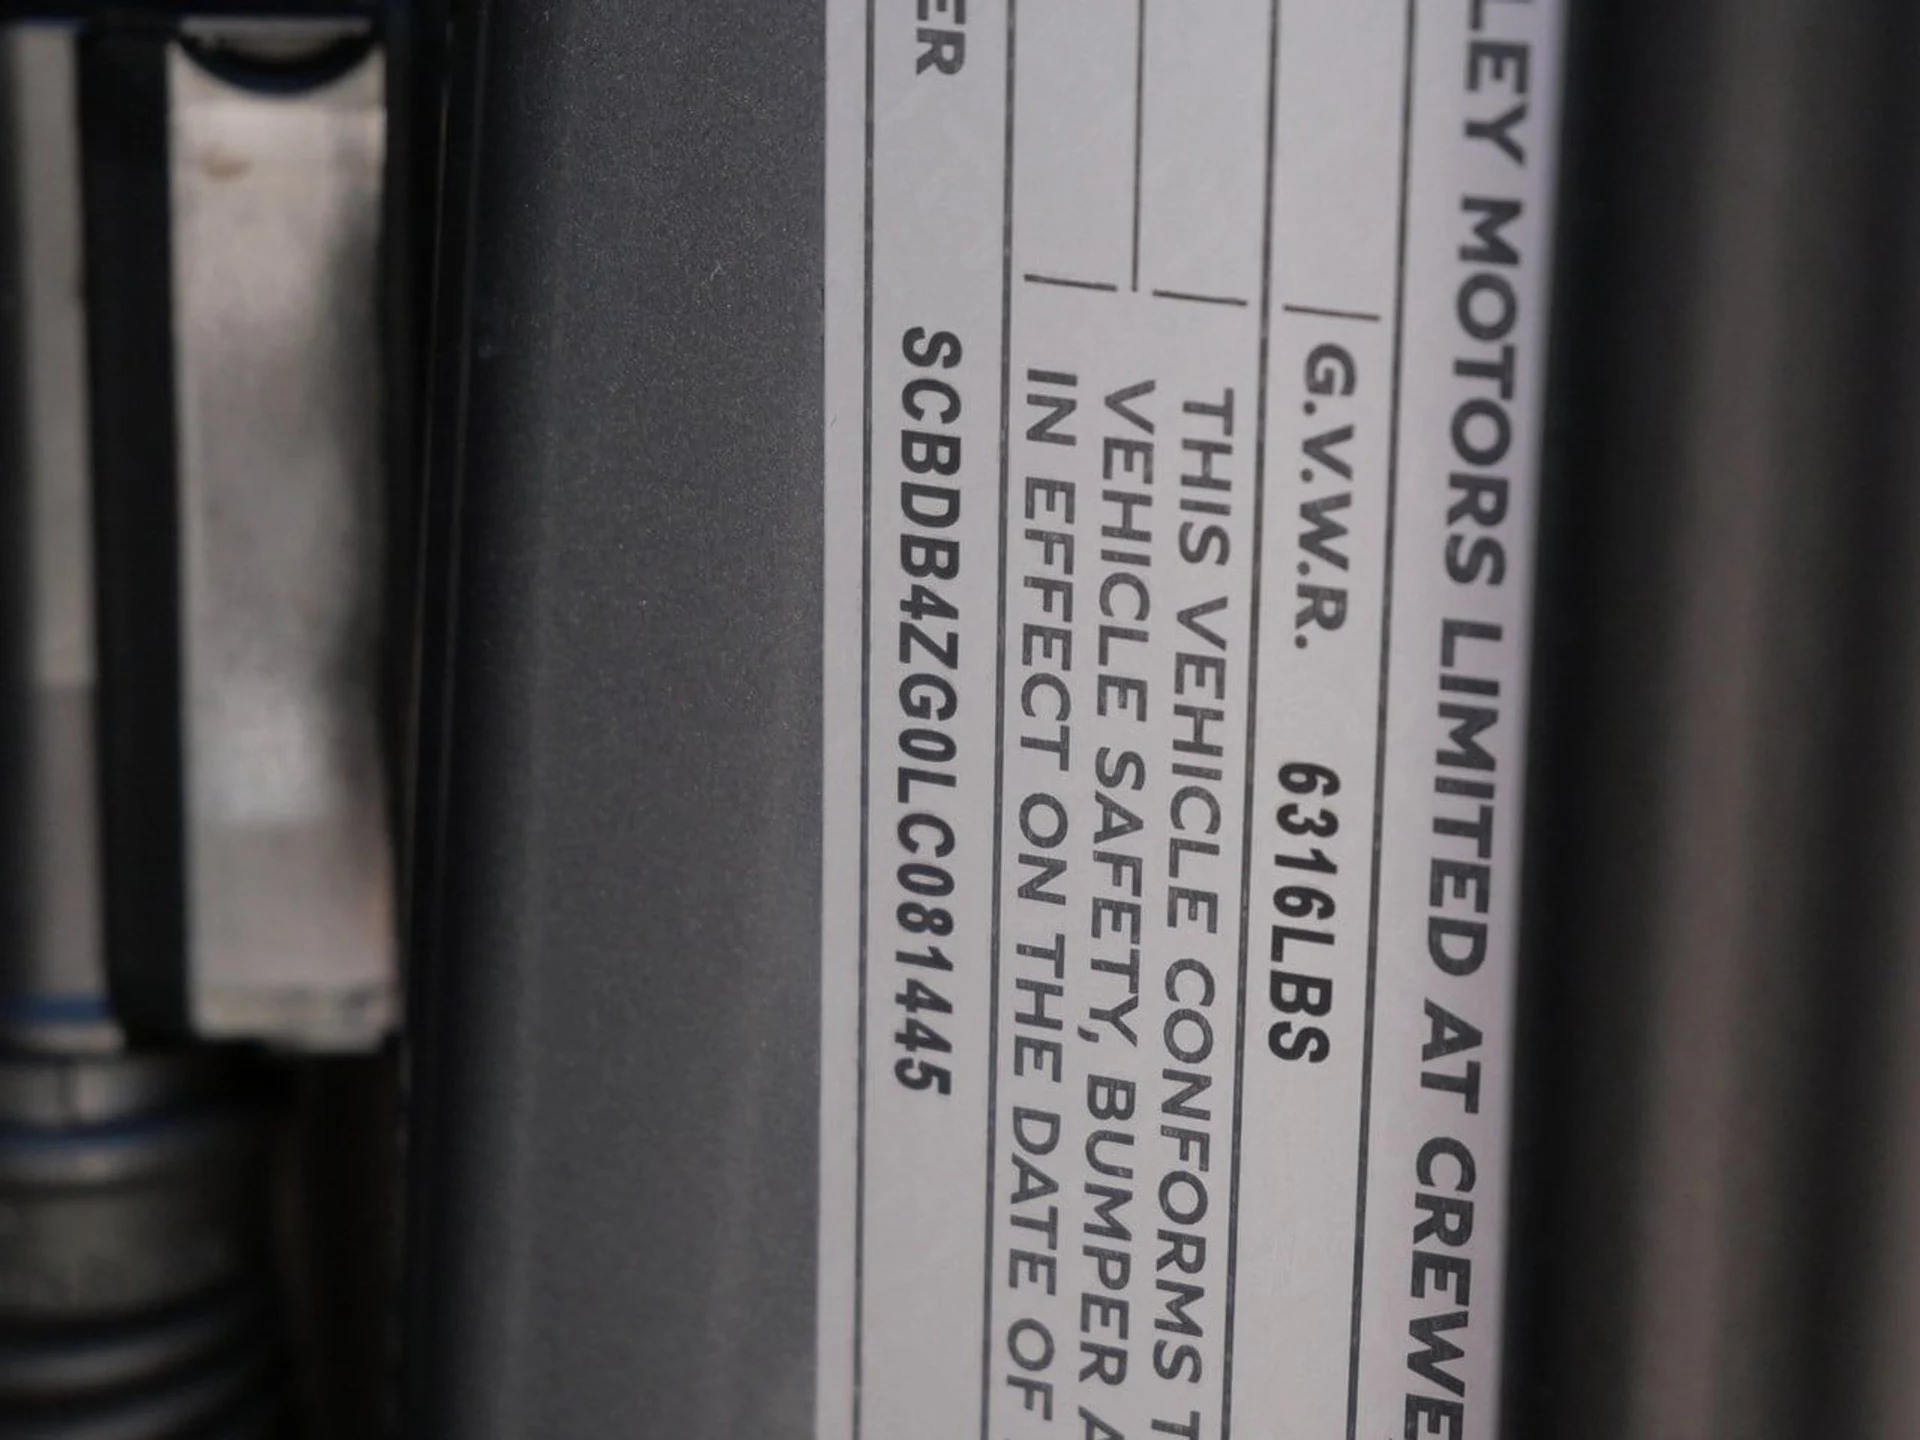 LEY MOTORS LIMITED AT CREWE
G.V.W.R. 6316LBS
THIS VEHICLE CONFORMS T
VEHICLE SAFETY, BUMPER A
IN EFFECT ON THE DATE OF
ER SCBDB4ZG0LC081445